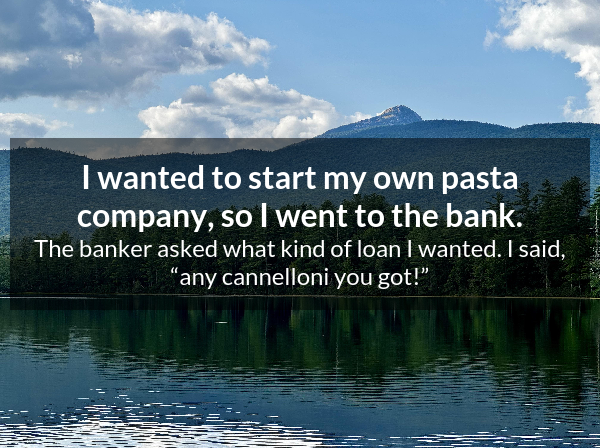 I wanted to start my own pasta
company, so I went to the bank.
The banker asked what kind of loan I wanted. I said,
“any cannelloni you got!”